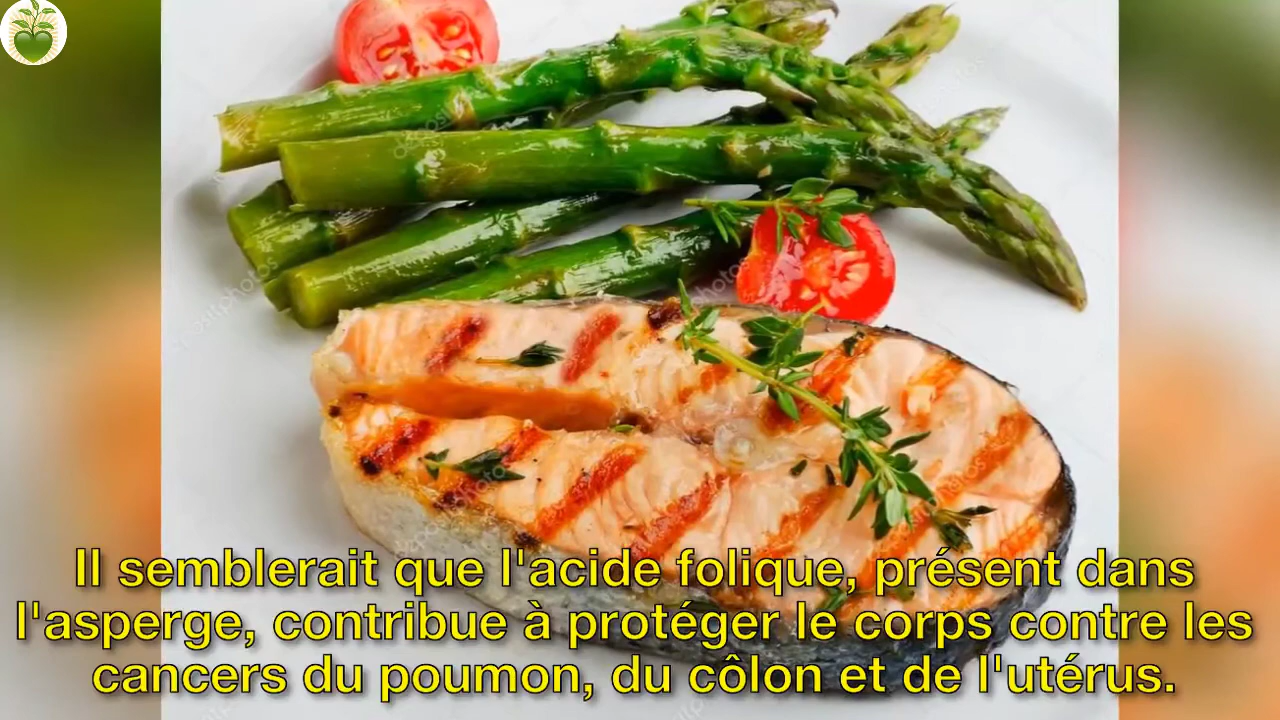 Il semblerait que l'acide folique, présent dans
l'asperge, contribue à protéger le corps contre les
cancers du poumon, du côlon et de l'utérus.